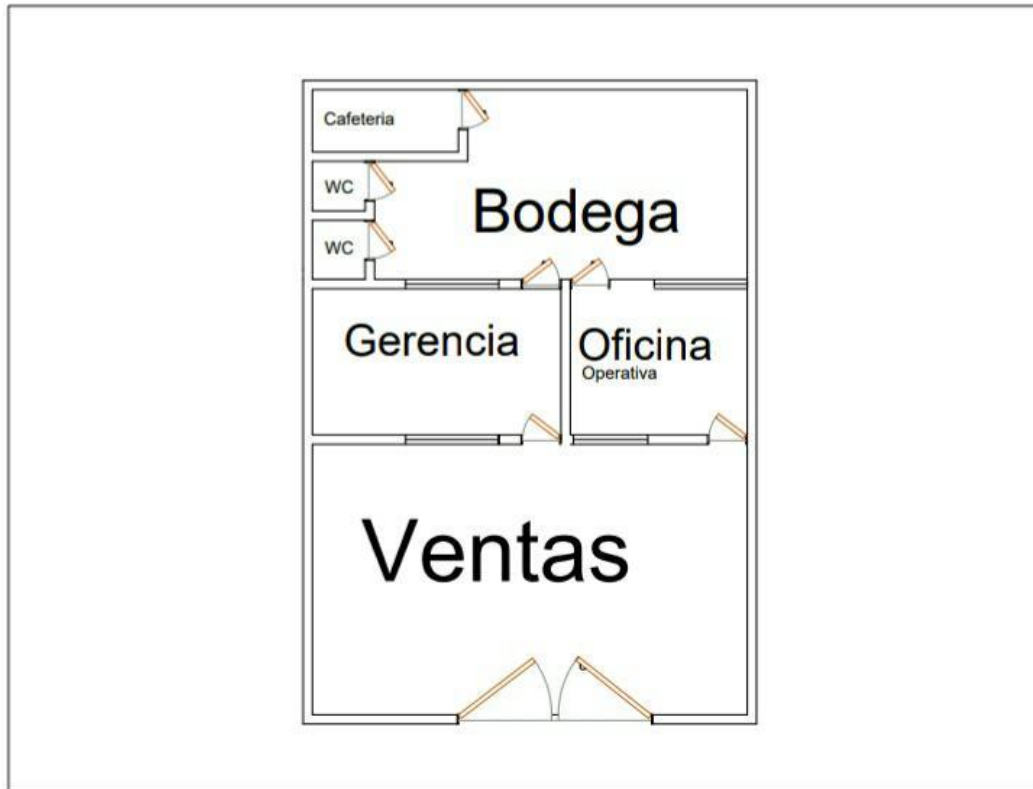 Cafeteria
WC
Bodega
WC
Gerencia
Oficina
Operativa
Ventas